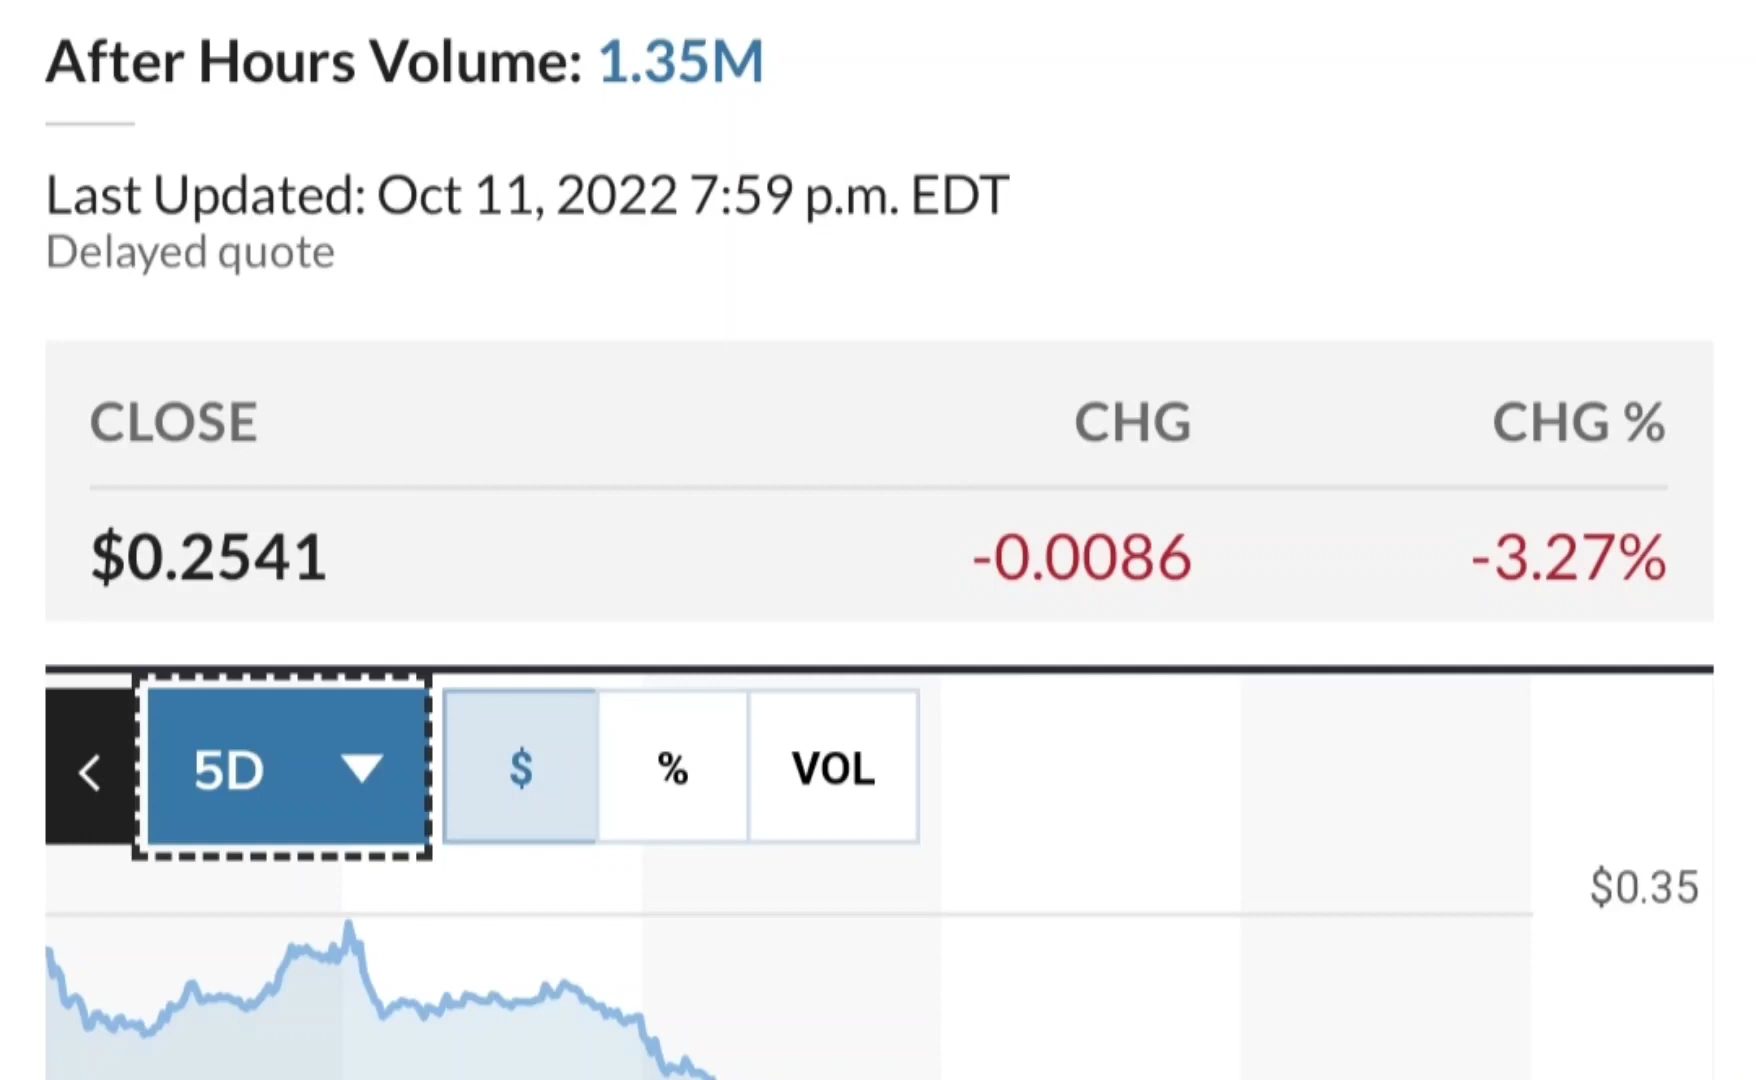 After Hours Volume: 1.35M
Last Updated: Oct 11, 2022 7:59 p.m. EDT
Delayed quote
CLOSE CHG CHG %
$0.2541 -0.0086 -3.27%
5D $ % VOL
$0.35